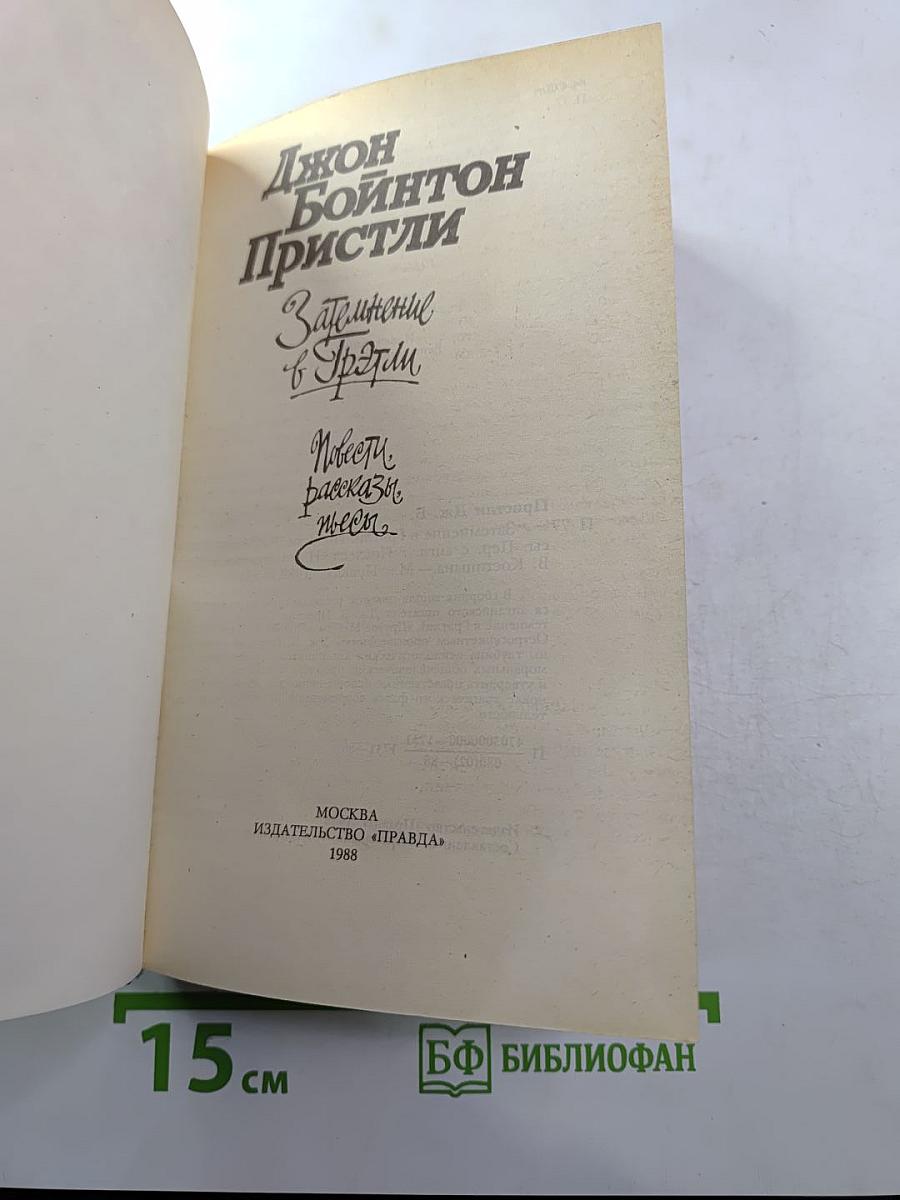 Джон
Бойнтон
Пристли
Затемнение
в Грэтли
Повести,
рассказы,
пьесы
МОСКВА
ИЗДАТЕЛЬСТВО «ПРАВДА»
1988
15 см
БФ БИБЛИОФАН